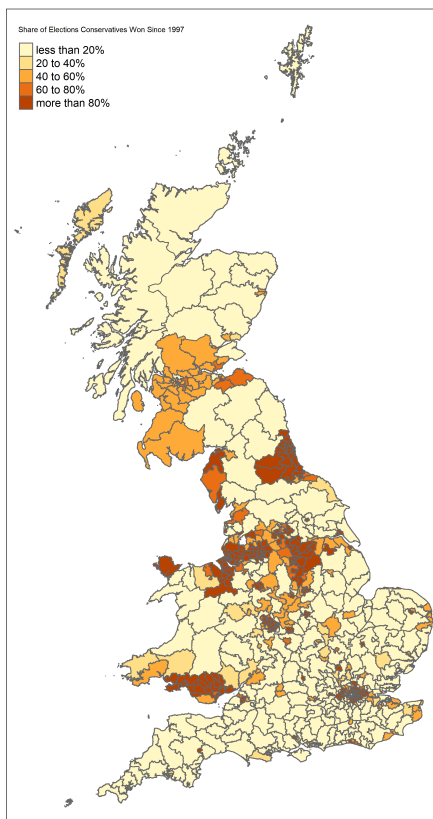 Share of Elections Conservatives Won Since 1997
less than 20%
20 to 40%
40 to 60%
60 to 80%
more than 80%